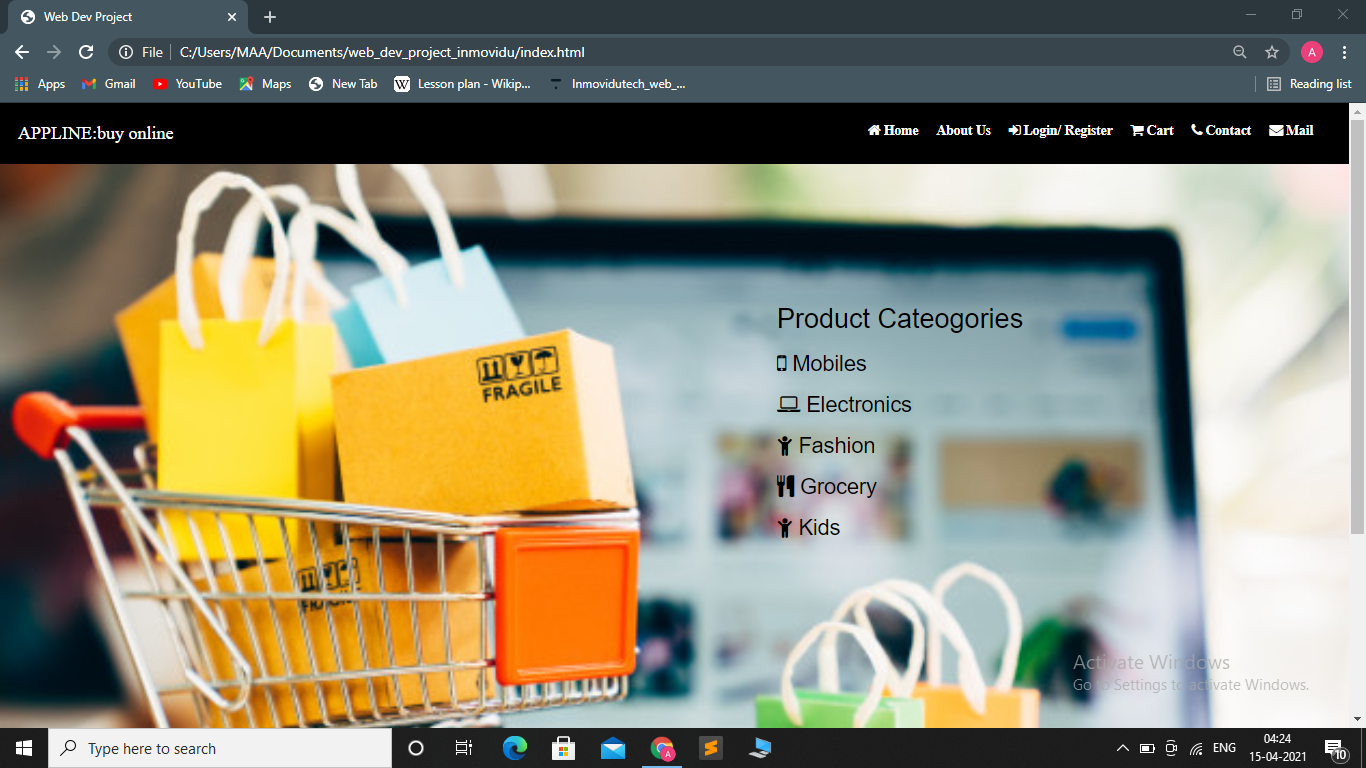 Web Dev Project
File C:/Users/MAA/Documents/web_dev_project_inmovidu/index.html
A
Apps Gmail YouTube Maps New Tab Lesson plan - Wikip... Inmovidutech_web_... Reading list
APPLINE:buy online Home About Us Login/ Register Cart Contact Mail
Product Cateogories
Mobiles
Electronics
Fashion
Grocery
Kids
FRAGILE
Activate Windows
Go to Settings to activate Windows.
Type here to search
ENG
04:24
15-04-2021
10